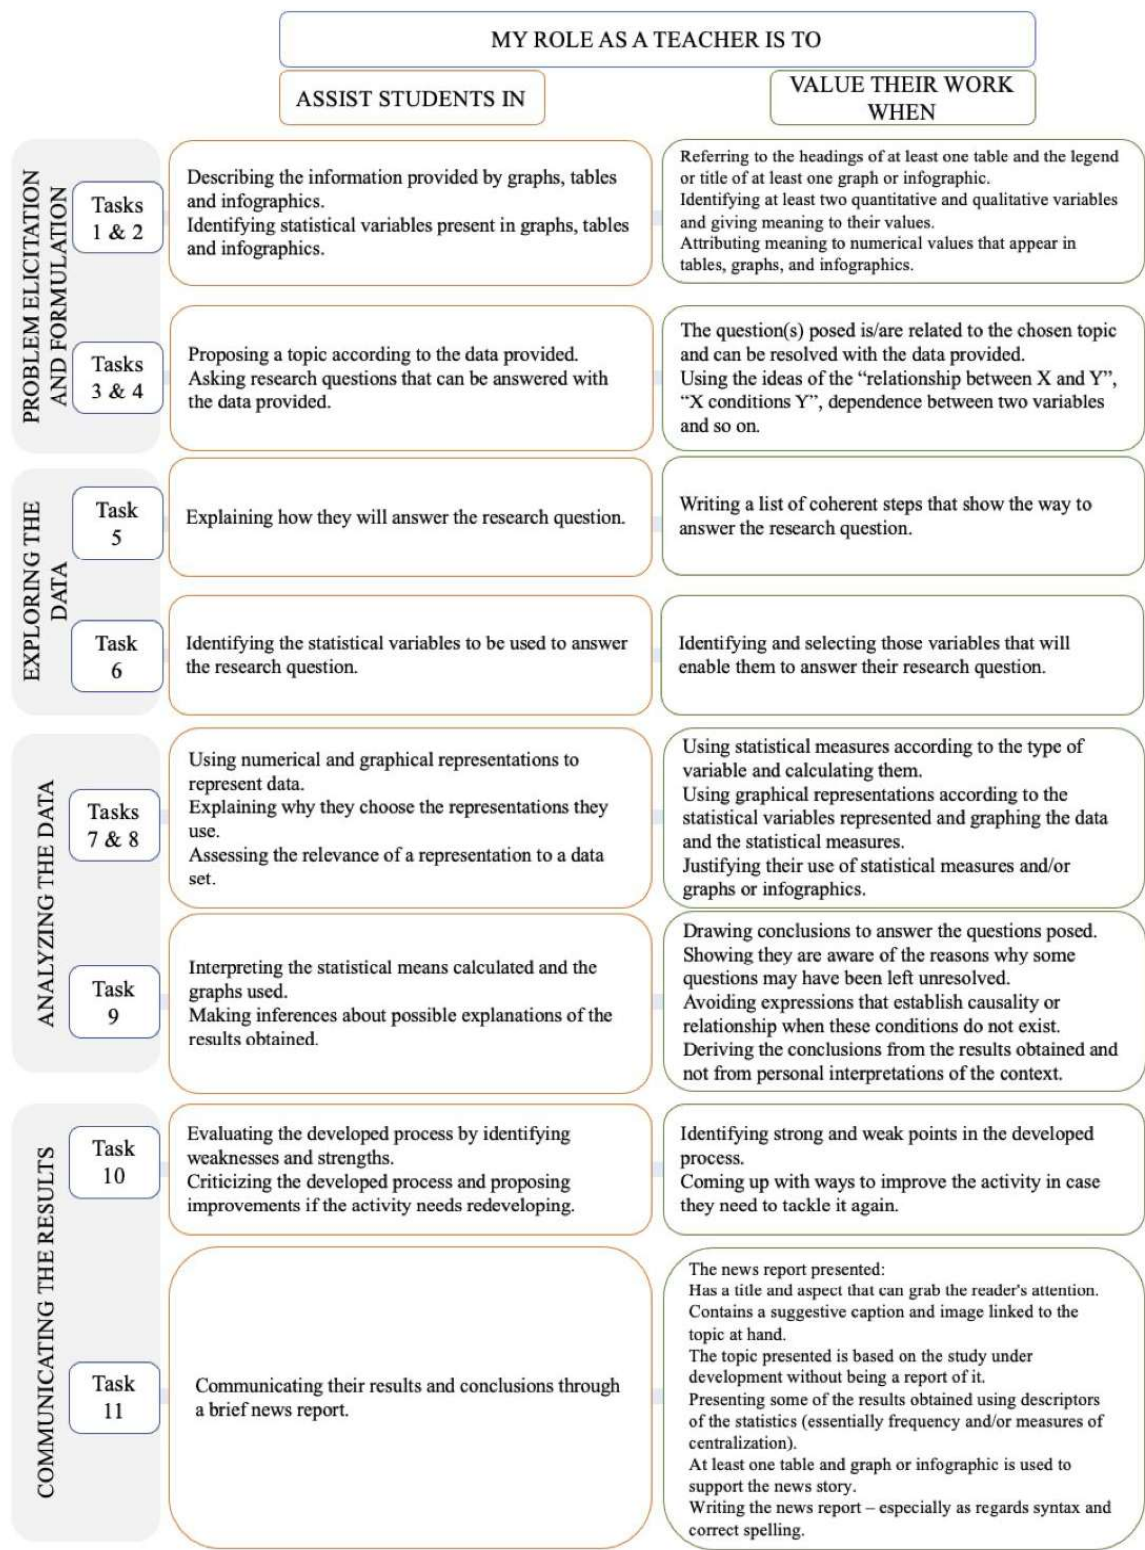 MY ROLE AS A TEACHER IS TO
ASSIST STUDENTS IN
VALUE THEIR WORK
WHEN
PROBLEM ELICITATION
AND FORMULATION
Tasks
1 & 2
Describing the information provided by graphs, tables
and infographics.
Identifying statistical variables present in graphs, tables
and infographics.
Referring to the headings of at least one table and the legend
or title of at least one graph or infographic.
Identifying at least two quantitative and qualitative variables
and giving meaning to their values.
Attributing meaning to numerical values that appear in
tables, graphs, and infographics.
Tasks
3 & 4
Proposing a topic according to the data provided.
Asking research questions that can be answered with
the data provided.
The question(s) posed is/are related to the chosen topic
and can be resolved with the data provided.
Using the ideas of the “relationship between X and Y”,
“X conditions Y”, dependence between two variables
and so on.
EXPLORING THE
DATA
Task
5
Explaining how they will answer the research question.
Writing a list of coherent steps that show the way to
answer the research question.
Task
6
Identifying the statistical variables to be used to answer
the research question.
Identifying and selecting those variables that will
enable them to answer their research question.
ANALYZING THE DATA
Tasks
7 & 8
Using numerical and graphical representations to
represent data.
Explaining why they choose the representations they
use.
Assessing the relevance of a representation to a data
set.
Using statistical measures according to the type of
variable and calculating them.
Using graphical representations according to the
statistical variables represented and graphing the data
and the statistical measures.
Justifying their use of statistical measures and/or
graphs or infographics.
Task
9
Interpreting the statistical means calculated and the
graphs used.
Making inferences about possible explanations of the
results obtained.
Drawing conclusions to answer the questions posed.
Showing they are aware of the reasons why some
questions may have been left unresolved.
Avoiding expressions that establish causality or
relationship when these conditions do not exist.
Deriving the conclusions from the results obtained and
not from personal interpretations of the context.
COMMUNICATING THE RESULTS
Task
10
Evaluating the developed process by identifying
weaknesses and strengths.
Criticizing the developed process and proposing
improvements if the activity needs redeveloping.
Identifying strong and weak points in the developed
process.
Coming up with ways to improve the activity in case
they need to tackle it again.
Task
11
Communicating their results and conclusions through
a brief news report.
The news report presented:
Has a title and aspect that can grab the reader's attention.
Contains a suggestive caption and image linked to the
topic at hand.
The topic presented is based on the study under
development without being a report of it.
Presenting some of the results obtained using descriptors
of the statistics (essentially frequency and/or measures of
centralization).
At least one table and graph or infographic is used to
support the news story.
Writing the news report – especially as regards syntax and
correct spelling.